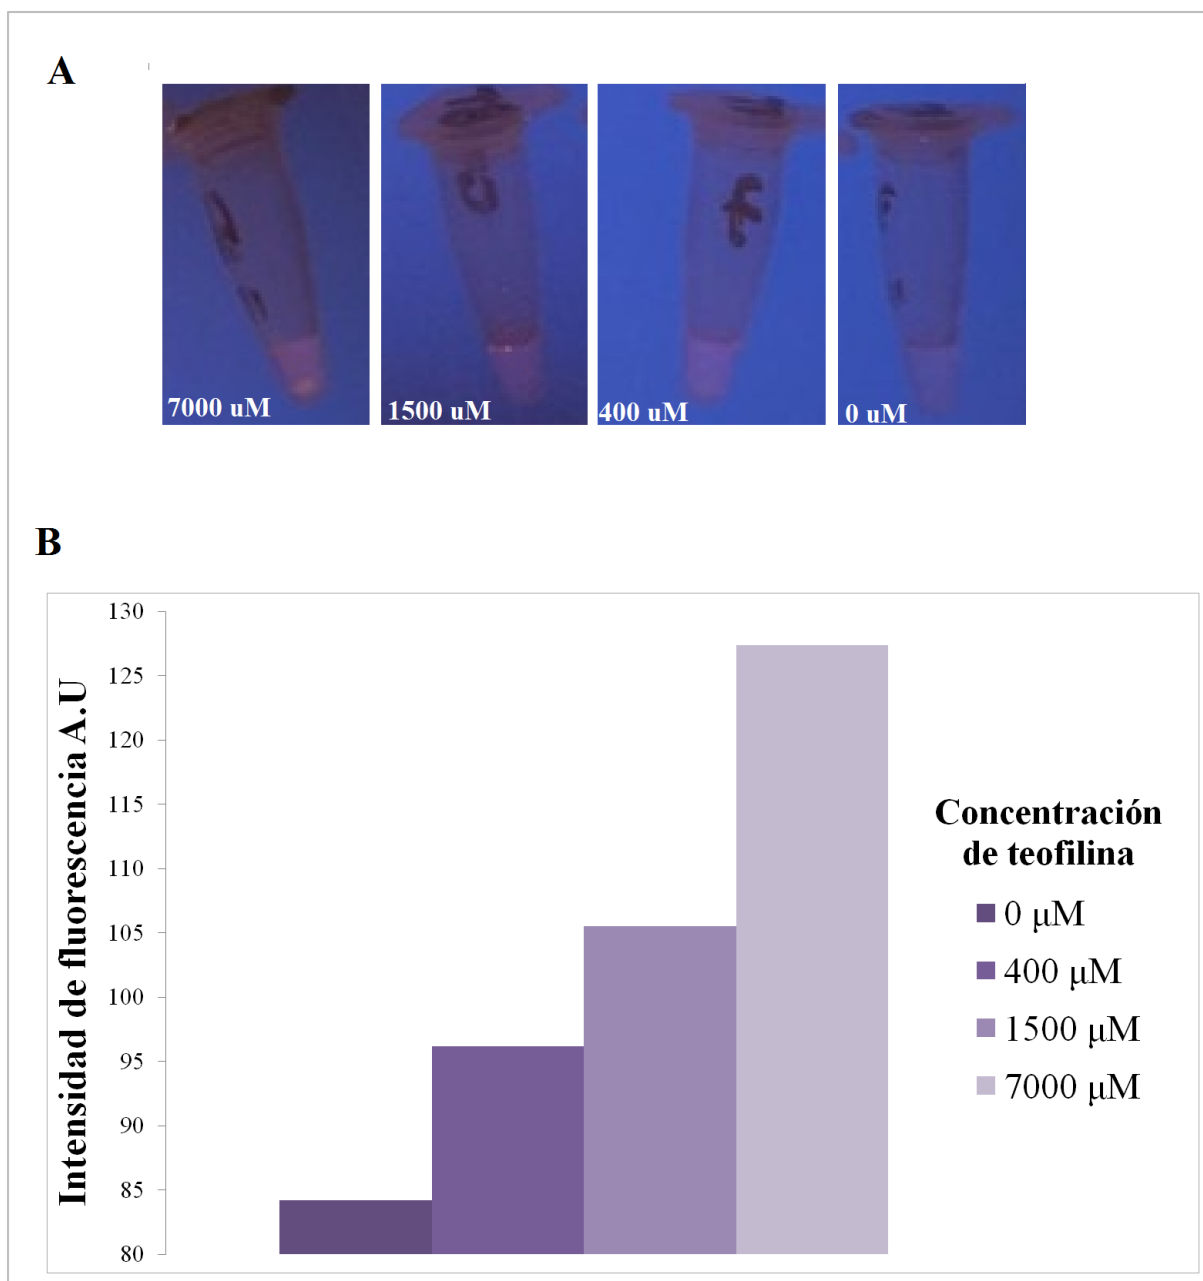 A
7000 uM
1500 uM
400 uM
0 uM
B
130
125
120
115
110
105
100
95
90
85
80
Intensidad de fluorescencia A.U
Concentración
de teofilina
0 μM
400 μM
1500 μM
7000 μM